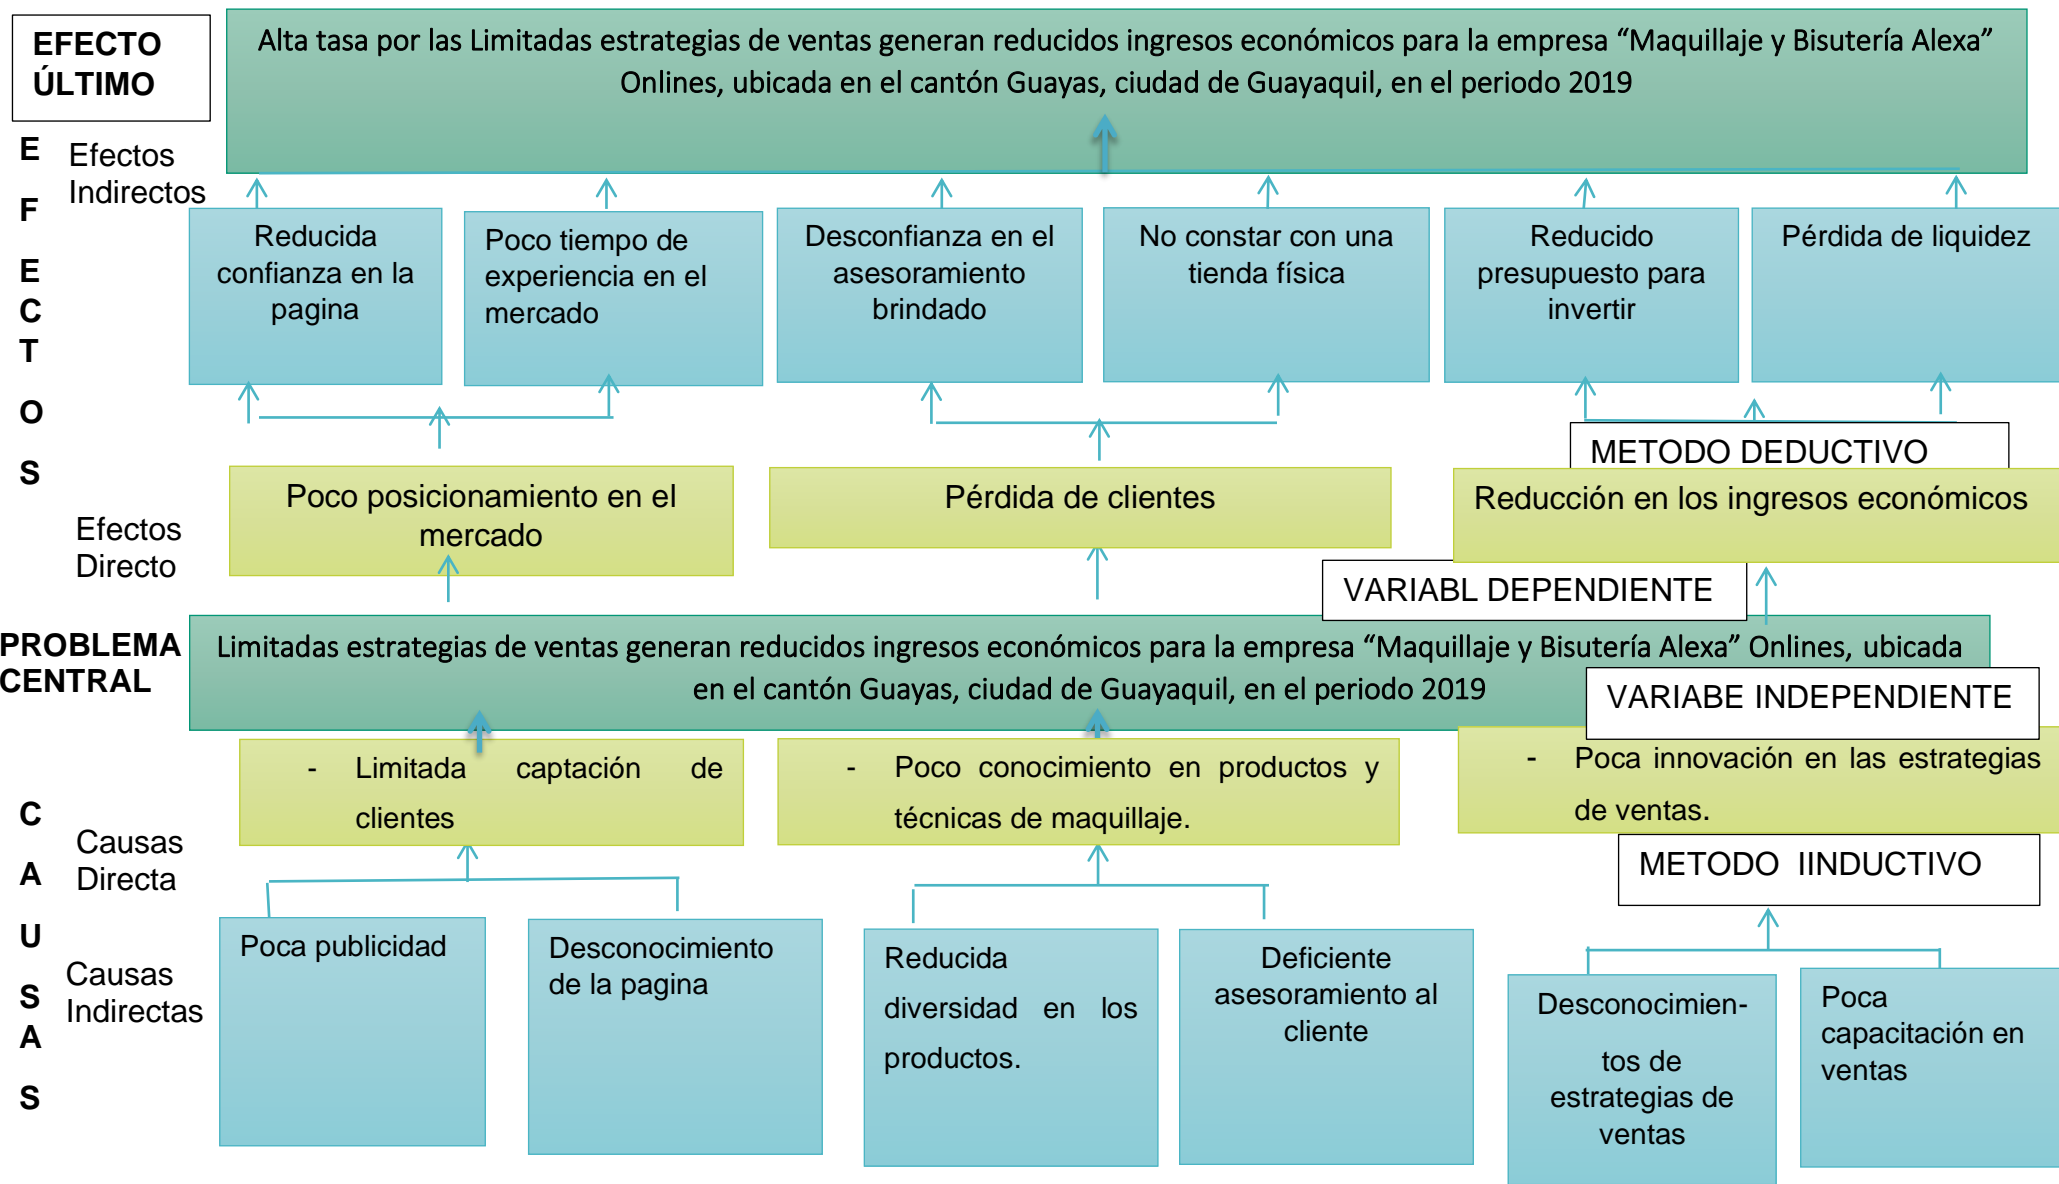 EFECTO
ÚLTIMO
Alta tasa por las Limitadas estrategias de ventas generan reducidos ingresos económicos para la empresa “Maquillaje y Bisutería Alexa”
Onlines, ubicada en el cantón Guayas, ciudad de Guayaquil, en el periodo 2019
E
F
E
C
T
O
S
Efectos
Indirectos
Reducida
confianza en la
pagina
Poco tiempo de
experiencia en el
mercado
Desconfianza en el
asesoramiento
brindado
No constar con una
tienda física
Reducido
presupuesto para
invertir
Pérdida de liquidez
METODO DEDUCTIVO
Efectos
Directo
Poco posicionamiento en el
mercado
Pérdida de clientes
Reducción en los ingresos económicos
VARIABL DEPENDIENTE
PROBLEMA
CENTRAL
Limitadas estrategias de ventas generan reducidos ingresos económicos para la empresa “Maquillaje y Bisutería Alexa” Onlines, ubicada
en el cantón Guayas, ciudad de Guayaquil, en el periodo 2019
VARIABE INDEPENDIENTE
C
A
U
S
A
S
Causas
Directa
- Limitada captación de
clientes
- Poco conocimiento en productos y
técnicas de maquillaje.
- Poca innovación en las estrategias
de ventas.
METODO IINDUCTIVO
Causas
Indirectas
Poca publicidad
Desconocimiento
de la pagina
Reducida
diversidad en los
productos.
Deficiente
asesoramiento al
cliente
Desconocimien-
tos de
estrategias de
ventas
Poca
capacitación en
ventas